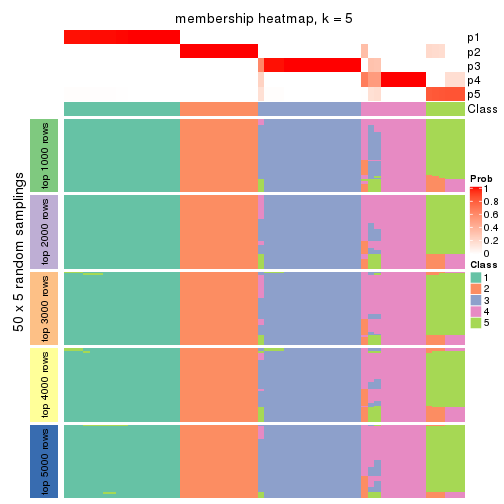 membership heatmap, k = 5
p1
p2
p3
p4
p5
Class
50 x 5 random samplings
top 1000 rows
top 2000 rows
top 3000 rows
top 4000 rows
top 5000 rows
Prob
1
0.8
0.6
0.4
0.2
0
Class
1
2
3
4
5